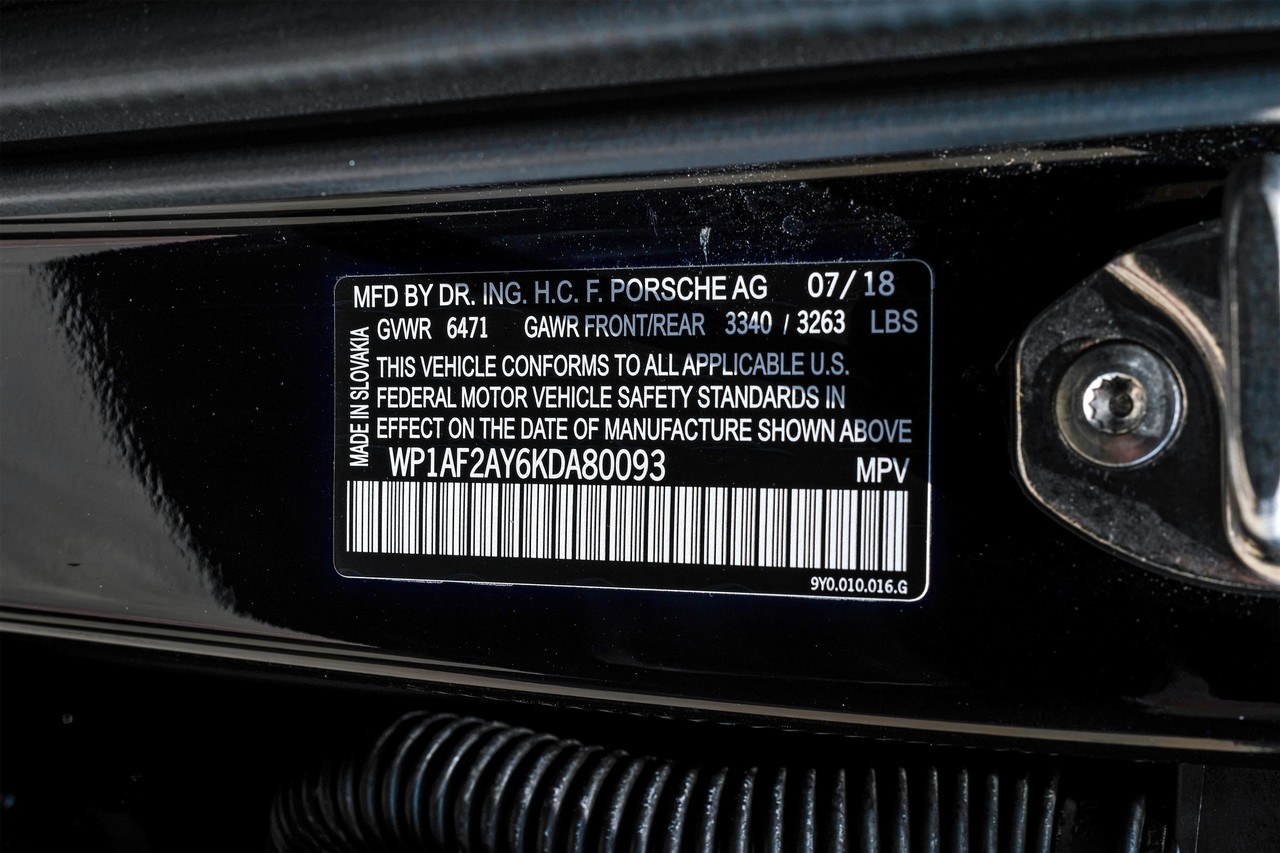 MFD BY DR. ING. H.C. F. PORSCHE AG 07/18
GVWR 6471 GAWR FRONT/REAR 3340 / 3263 LBS
MADE IN SLOVAKIA
THIS VEHICLE CONFORMS TO ALL APPLICABLE U.S.
FEDERAL MOTOR VEHICLE SAFETY STANDARDS IN
EFFECT ON THE DATE OF MANUFACTURE SHOWN ABOVE
WP1AF2AY6KDA80093 MPV
9Y0.010.016.G